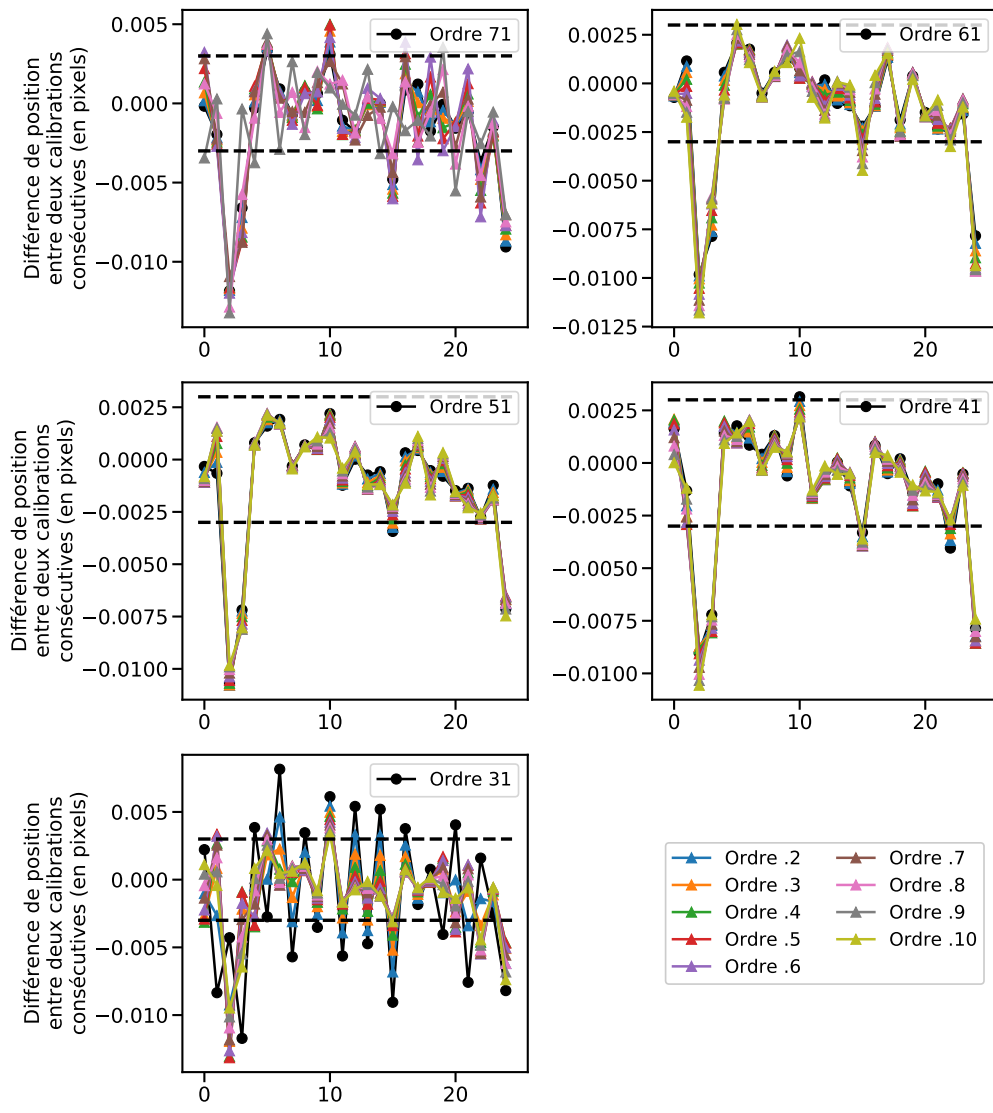 Différence de position
entre deux calibrations
consécutives (en pixels)
0.005
0.000
−0.005
−0.010
0
10
20
Ordre 71
0.0025
0.0000
−0.0025
−0.0050
−0.0075
−0.0100
−0.0125
0
10
20
Ordre 61
Différence de position
entre deux calibrations
consécutives (en pixels)
0.0025
0.0000
−0.0025
−0.0050
−0.0075
−0.0100
0
10
20
Ordre 51
0.0025
0.0000
−0.0025
−0.0050
−0.0075
−0.0100
0
10
20
Ordre 41
Différence de position
entre deux calibrations
consécutives (en pixels)
0.005
0.000
−0.005
−0.010
0
10
20
Ordre 31
Ordre .2
Ordre .3
Ordre .4
Ordre .5
Ordre .6
Ordre .7
Ordre .8
Ordre .9
Ordre .10